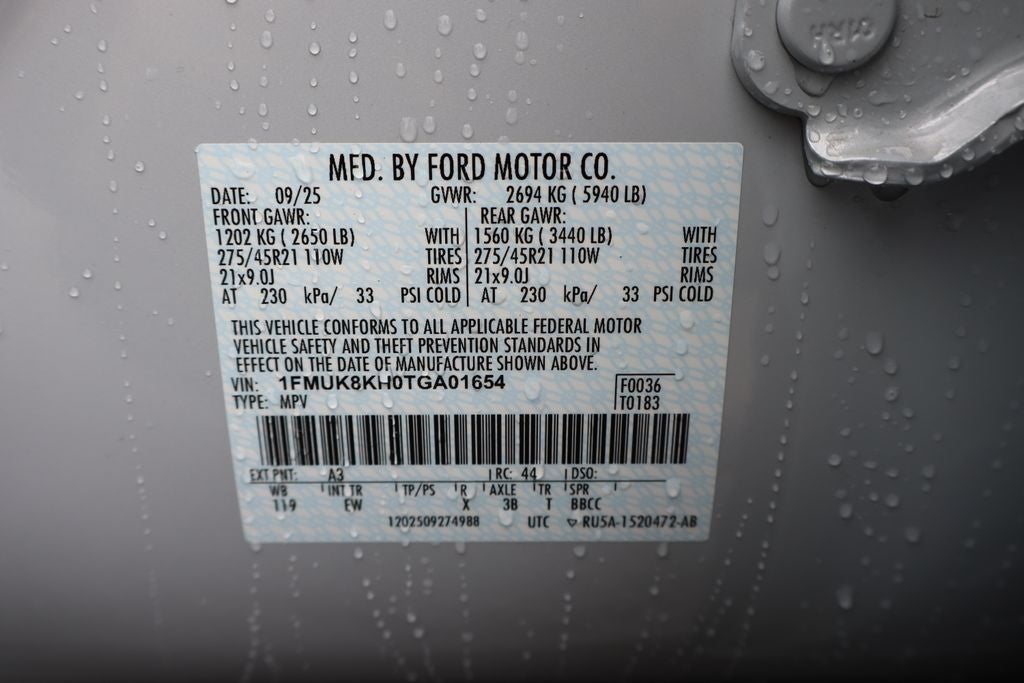 MFD. BY FORD MOTOR CO.
DATE: 09/25 GVWR: 2694 KG ( 5940 LB)
FRONT GAWR: REAR GAWR:
1202 KG ( 2650 LB) WITH 1560 KG ( 3440 LB) WITH
275/45R21 110W TIRES 275/45R21 110W TIRES
21x9.0J RIMS 21x9.0J RIMS
AT 230 kPa/ 33 PSI COLD AT 230 kPa/ 33 PSI COLD
THIS VEHICLE CONFORMS TO ALL APPLICABLE FEDERAL MOTOR
VEHICLE SAFETY AND THEFT PREVENTION STANDARDS IN
EFFECT ON THE DATE OF MANUFACTURE SHOWN ABOVE.
VIN: 1FMUK8KH0TGA01654 F0036
TYPE: MPV T0183
EXT PNT: A3 RC: 44 DSO:
WB INT TR TP/PS R AXLE TR SPR
119 EW X 3B T BBCC
1202509274988 UTC RU5A-1520472-AB